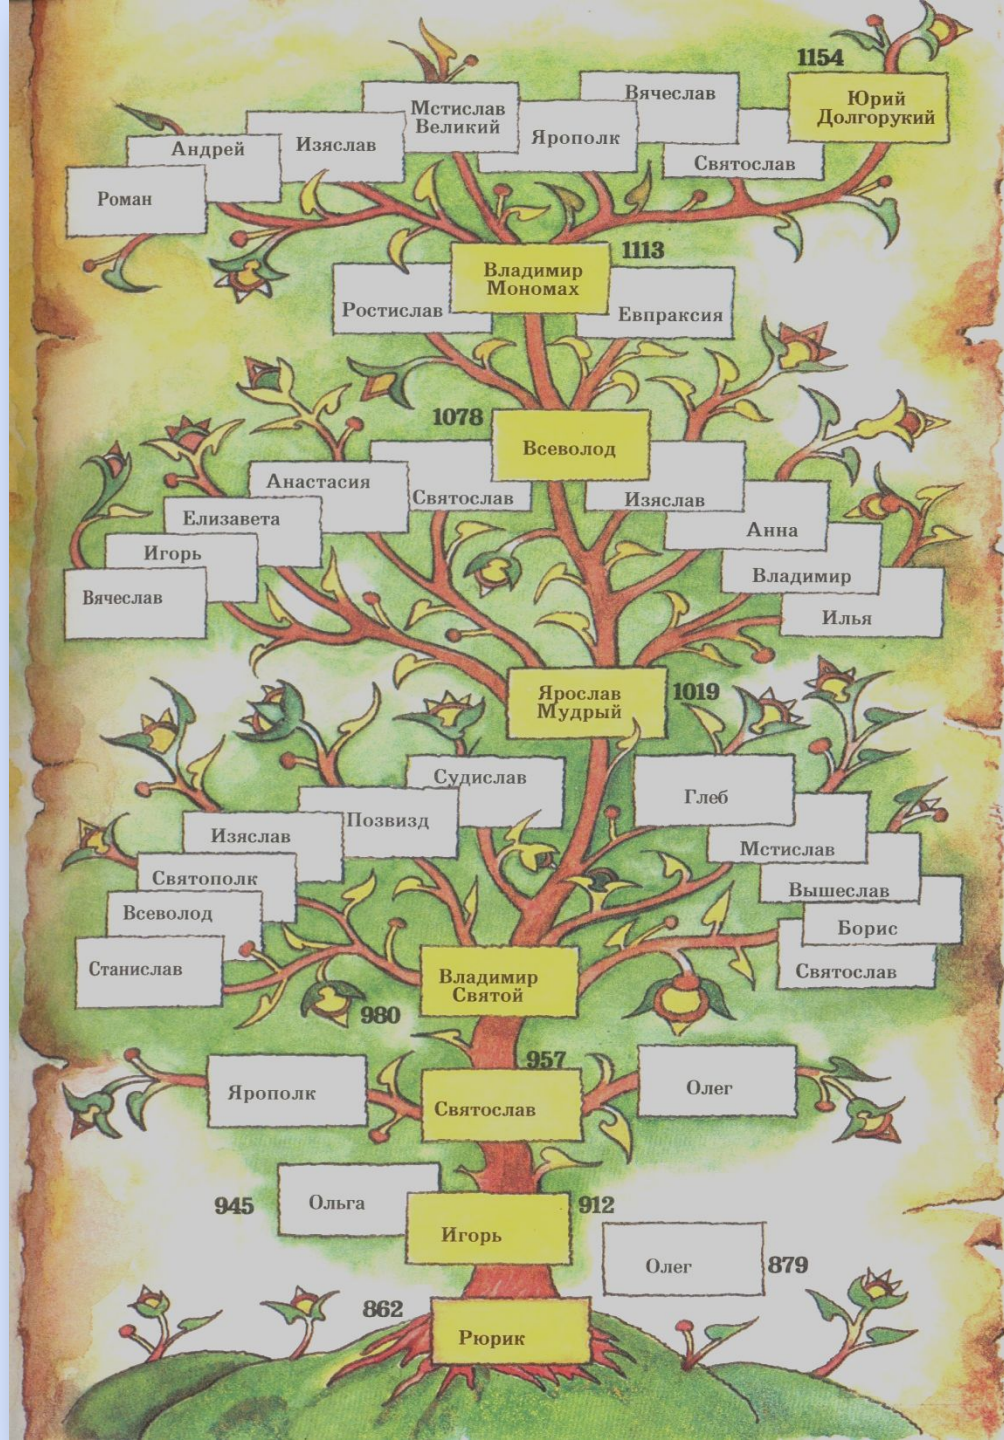 1154
Юрий
Долгорукий
Вячеслав
Мстислав
Великий
Ярополк
Святослав
Изяслав
Андрей
Роман
1113
Владимир
Мономах
Ростислав
Евпраксия
1078
Всеволод
Анастасия
Святослав
Изяслав
Елизавета
Анна
Игорь
Владимир
Вячеслав
Илья
Ярослав
Мудрый
1019
Судислав
Глеб
Позвизд
Изяслав
Мстислав
Святополк
Вышеслав
Всеволод
Борис
Станислав
Святослав
Владимир
Святой
980
957
Ярополк
Святослав
Олег
945
Ольга
912
Игорь
Олег
879
862
Рюрик